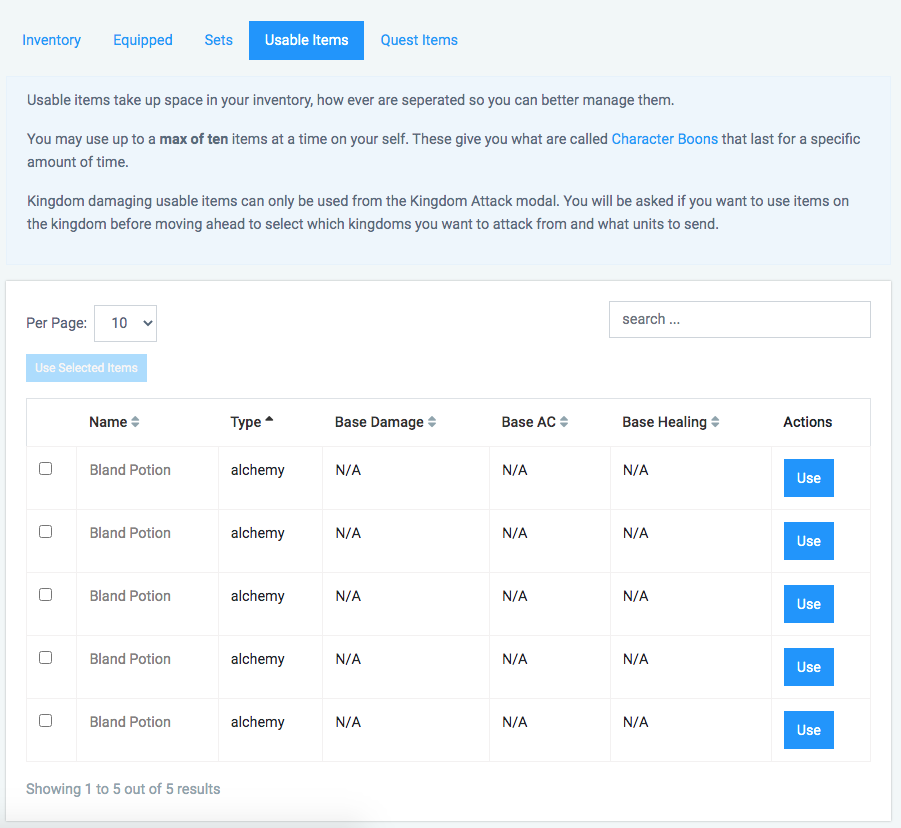 Inventory Equipped Sets Usable Items Quest Items
Usable items take up space in your inventory, how ever are seperated so you can better manage them.
You may use up to a max of ten items at a time on your self. These give you what are called Character Boons that last for a specific
amount of time.
Kingdom damaging usable items can only be used from the Kingdom Attack modal. You will be asked if you want to use items on
the kingdom before moving ahead to select which kingdoms you want to attack from and what units to send.
Per Page: 10 search ...
Use Selected Items
Name Type Base Damage Base AC Base Healing Actions
Bland Potion alchemy N/A N/A N/A Use
Bland Potion alchemy N/A N/A N/A Use
Bland Potion alchemy N/A N/A N/A Use
Bland Potion alchemy N/A N/A N/A Use
Bland Potion alchemy N/A N/A N/A Use
Showing 1 to 5 out of 5 results